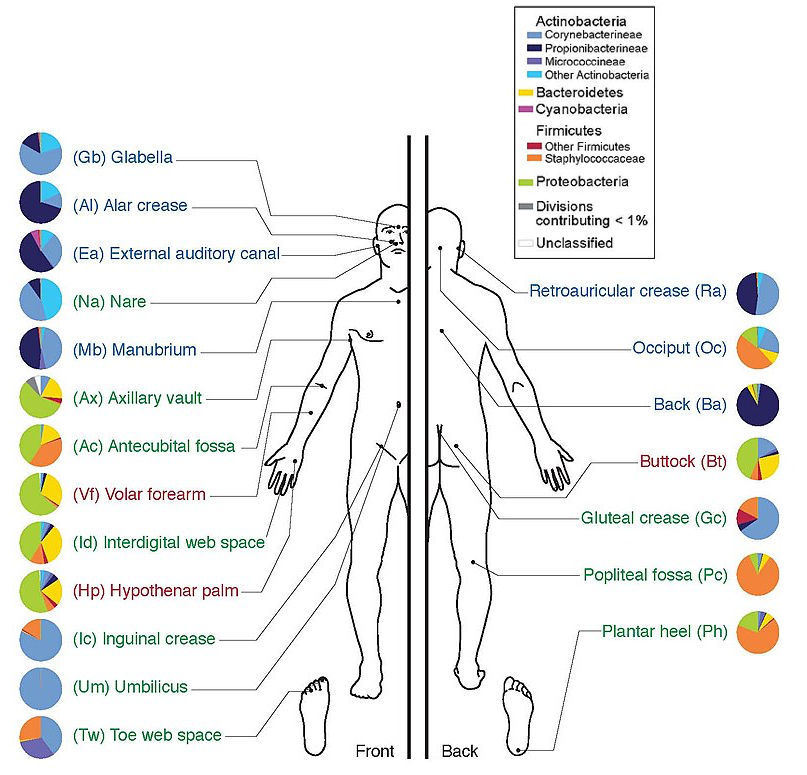 Actinobacteria
Corynebacterineae
Propionibacterineae
Micrococcineae
Other Actinobacteria
Bacteroidetes
Cyanobacteria
Firmicutes
Other Firmicutes
Staphylococcaceae
Proteobacteria
Divisions
contributing < 1%
Unclassified
(Gb) Glabella
(Al) Alar crease
(Ea) External auditory canal
(Na) Nare
(Mb) Manubrium
(Ax) Axillary vault
(Ac) Antecubital fossa
(Vf) Volar forearm
(Id) Interdigital web space
(Hp) Hypothenar palm
(Ic) Inguinal crease
(Um) Umbilicus
(Tw) Toe web space
Retroauricular crease (Ra)
Occiput (Oc)
Back (Ba)
Buttock (Bt)
Gluteal crease (Gc)
Popliteal fossa (Pc)
Plantar heel (Ph)
Front
Back